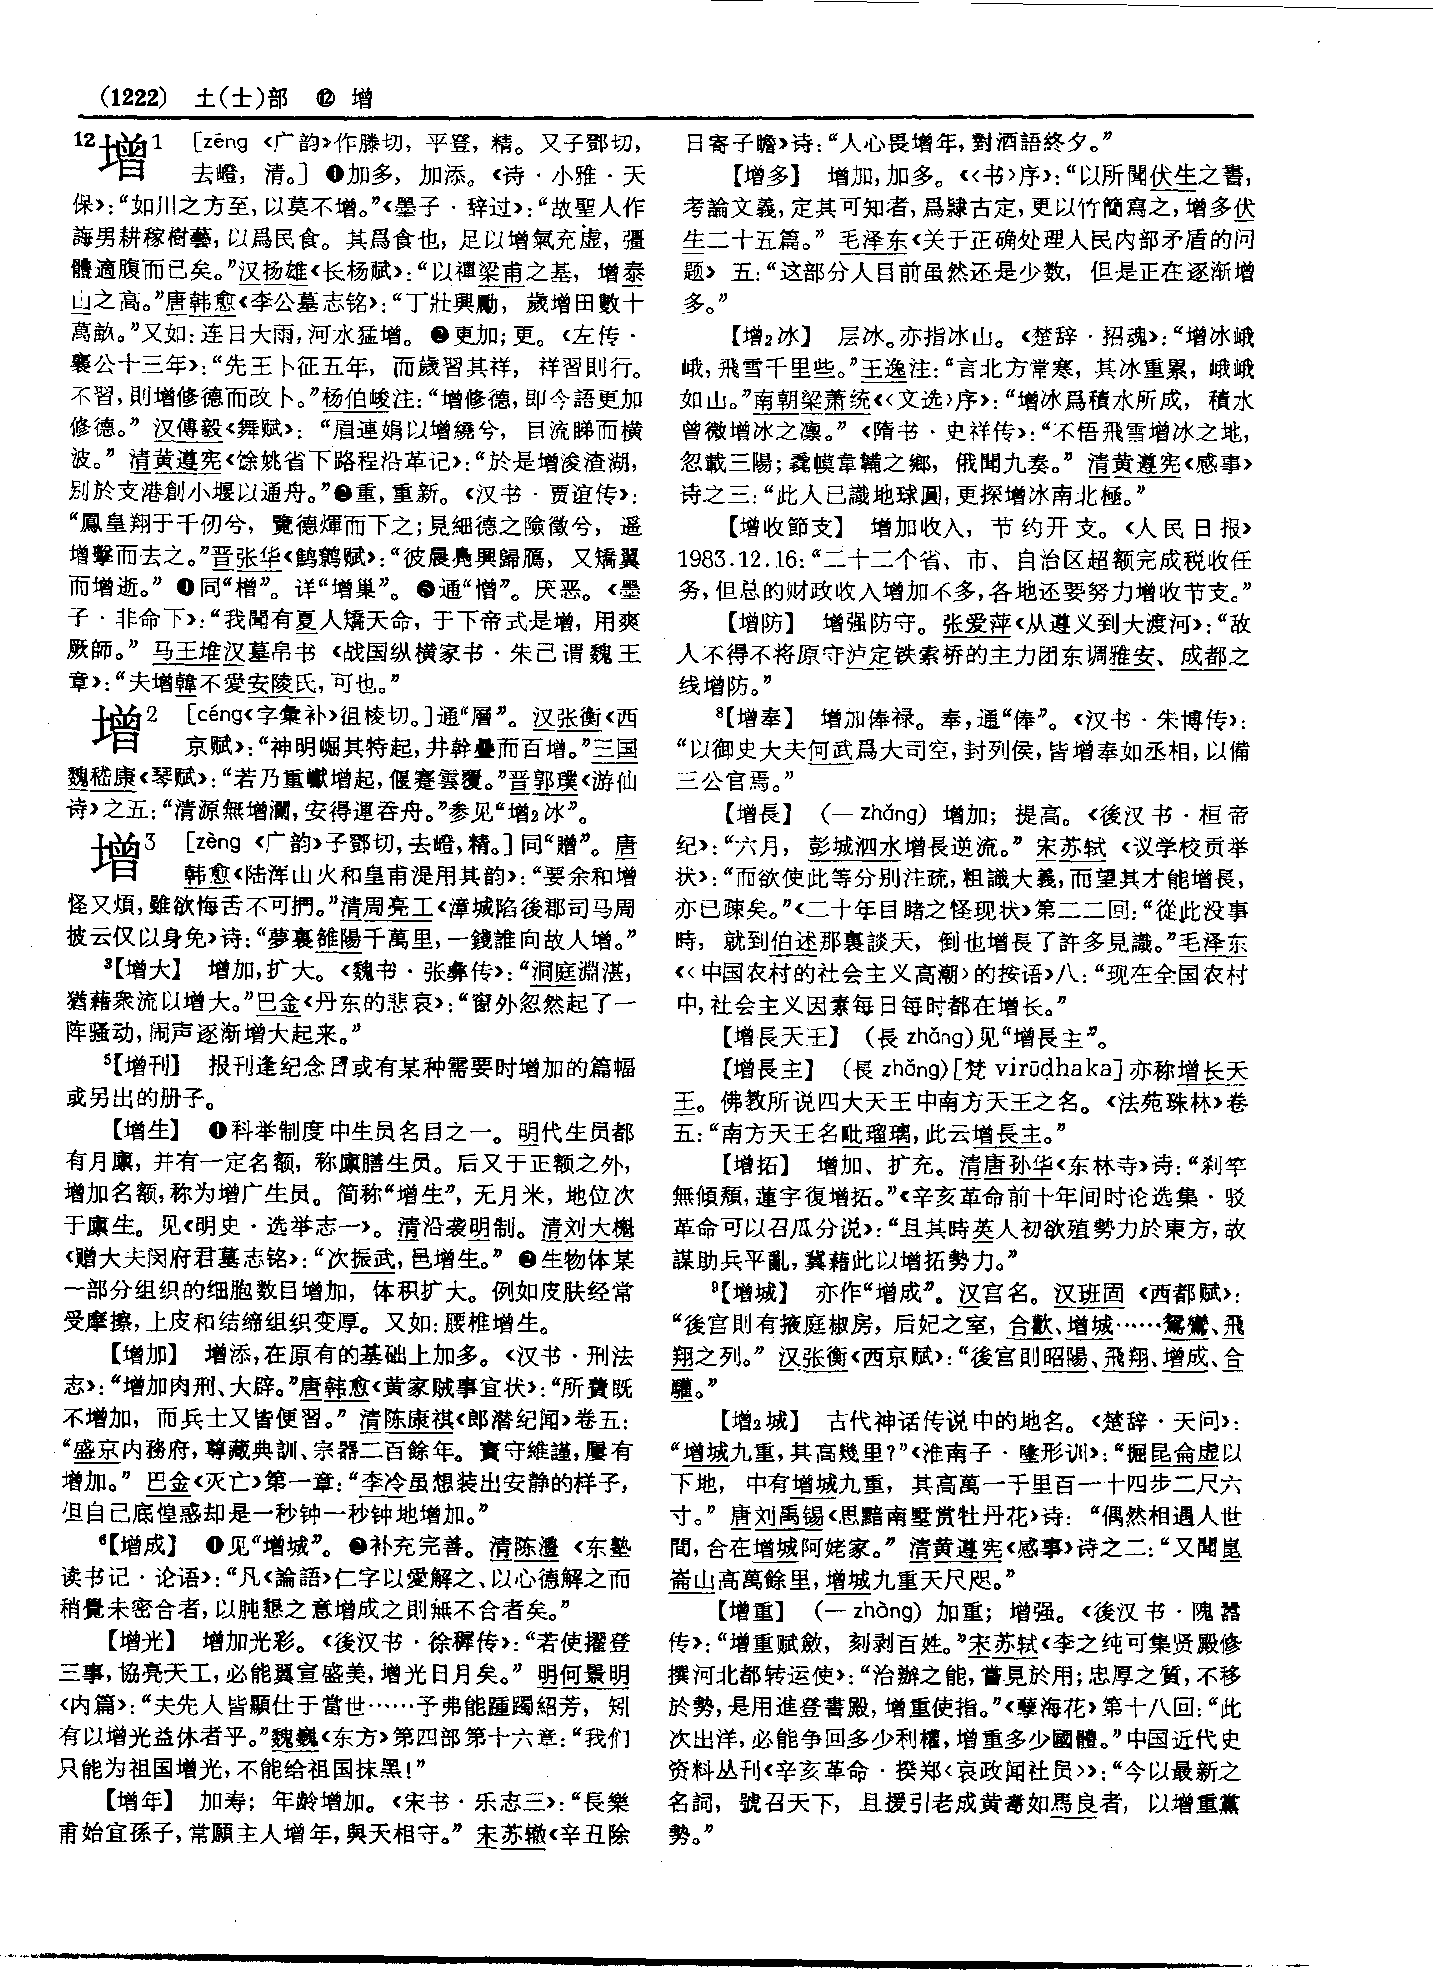 (1222) 土(士)部 ⑫ 增
12增1 [zēng《广韵》作滕切，平登，精。又子鄧切，
去嶝，清。]❶加多，加添。《诗·小雅·天
保》：“如川之方至，以莫不增。”《墨子·辞过》：“故聖人作
誨男耕稼樹藝，以爲民食。其爲食也，足以增氣充虚，彊
體適腹而已矣。”汉扬雄《长杨赋》：“以禪梁甫之基，增泰
山之高。”唐韩愈《李公墓志铭》：“丁壯興勵，歲增田數十
萬畝。”又如：连日大雨，河水猛增。❷更加；更。《左传·
襄公十三年》：“先王卜征五年，而歲習其祥，祥習則行。
不習，則增修德而改卜。”杨伯峻注：“增修德，即今語更加
修德。”汉傅毅《舞赋》：“眉連娟以增繞兮，目流睇而横
波。”清黄遵宪《馀姚省下路程沿革记》：“於是增浚渣湖，
别於支港創小堰以通舟。”❸重，重新。《汉书·贾谊传》：
“鳳皇翔于千仞兮，覽德煇而下之；見細德之險徵兮，遥
增擊而去之。”晋张华《鹪鹩赋》：“彼晨鳧與歸鴈，又矯翼
而增逝。”❹同“橧”。详“增巢”。❺通“憎”。厌恶。《墨
子·非命下》：“我聞有夏人矯天命，于下帝式是增，用爽
厥師。”马王堆汉墓帛书《战国纵横家书·朱己谓魏王
章》：“夫增韓不愛安陵氏，可也。”
增2 [céng《字彙补》徂棱切。]通“層”。汉张衡《西
京赋》：“神明崛其特起，井幹疊而百增。”三国
魏嵇康《琴赋》：“若乃重巘增起，偃蹇雲覆。”晋郭璞《游仙
诗》之五：“清源無增瀾，安得運吞舟。”参见“增2冰”。
增3 [zèng《广韵》子鄧切，去嶝，精。]同“赠”。唐
韩愈《陆浑山火和皇甫湜用其韵》：“要余和增
怪又煩，雖欲悔舌不可捫。”清周亮工《漳城陷後郡司马周
披云仅以身免》诗：“夢裏雒陽千萬里，一錢誰向故人增。”
3【增大】 增加，扩大。《魏书·张彝传》：“洞庭淵湛，
猶藉衆流以增大。”巴金《丹东的悲哀》：“窗外忽然起了一
阵骚动，闹声逐渐增大起来。”
5【增刊】 报刊逢纪念日或有某种需要时增加的篇幅
或另出的册子。
【增生】 ❶科举制度中生员名目之一。明代生员都
有月廪，并有一定名额，称廪膳生员。后又于正额之外，
增加名额，称为增广生员。简称“增生”，无月米，地位次
于廪生。见《明史·选举志一》。清沿袭明制。清刘大櫆
《赠大夫闵府君墓志铭》：“次振武，邑增生。”❷生物体某
一部分组织的细胞数目增加，体积扩大。例如皮肤经常
受摩擦，上皮和结缔组织变厚。又如：腰椎增生。
【增加】 增添，在原有的基础上加多。《汉书·刑法
志》：“增加肉刑、大辟。”唐韩愈《黄家贼事宜状》：“所費既
不增加，而兵士又皆便習。”清陈康祺《郎潜纪闻》卷五：
“盛京内務府，尊藏典訓、宗器二百餘年。寶守維謹，屢有
增加。”巴金《灭亡》第一章：“李冷虽想装出安静的样子，
但自己底惶惑却是一秒钟一秒钟地增加。”
6【增成】 ❶见“增城”。❷补充完善。清陈澧《东塾
读书记·论语》：“凡《論語》仁字以愛解之、以心德解之而
稍覺未密合者，以肫懇之意增成之則無不合者矣。”
【增光】 增加光彩。《後汉书·徐穉传》：“若使擢登
三事，協亮天工，必能翼宣盛美，增光日月矣。”明何景明
《内篇》：“夫先人皆顯仕于當世……予弗能踵躅紹芳，矧
有以增光益休者乎。”魏巍《东方》第四部第十六章：“我们
只能为祖国增光，不能给祖国抹黑！”
【增年】 加寿；年龄增加。《宋书·乐志三》：“長樂
甫始宜孫子，常願主人增年，與天相守。”宋苏辙《辛丑除
日寄子瞻》诗：“人心畏增年，對酒語終夕。”
【增多】 增加，加多。《〈书〉序》：“以所聞伏生之書，
考論文義，定其可知者，爲隸古定，更以竹簡寫之，增多伏
生二十五篇。”毛泽东《关于正确处理人民内部矛盾的问
题》五：“这部分人目前虽然还是少数，但是正在逐渐增
多。”
【增2冰】 层冰。亦指冰山。《楚辞·招魂》：“增冰峨
峨，飛雪千里些。”王逸注：“言北方常寒，其冰重累，峨峨
如山。”南朝梁萧统《〈文选〉序》：“增冰爲積水所成，積水
曾微增冰之凛。”《隋书·史祥传》：“不悟飛雪增冰之地，
忽載三陽；毳幙韋韝之鄉，俄聞九奏。”清黄遵宪《感事》
诗之三：“此人已識地球圓，更探增冰南北極。”
【增收節支】 增加收入，节约开支。《人民日报》
1983.12.16：“二十二个省、市、自治区超额完成税收任
务，但总的财政收入增加不多，各地还要努力增收节支。”
【增防】 增强防守。张爱萍《从遵义到大渡河》：“敌
人不得不将原守泸定铁索桥的主力团东调雅安、成都之
线增防。”
8【增奉】 增加俸禄。奉，通“俸”。《汉书·朱博传》：
“以御史大夫何武爲大司空，封列侯，皆增奉如丞相，以備
三公官焉。”
【增長】 (—zhǎng) 增加；提高。《後汉书·桓帝
纪》：“六月，彭城泗水增長逆流。”宋苏轼《议学校贡举
状》：“而欲使此等分别注疏，粗識大義，而望其才能增長，
亦已疎矣。”《二十年目睹之怪现状》第二二回：“從此没事
時，就到伯述那裏談天，倒也增長了許多見識。”毛泽东
《〈中国农村的社会主义高潮〉的按语》八：“现在全国农村
中，社会主义因素每日每时都在增长。”
【增長天王】 (長 zhǎng)见“增長主”。
【增長主】 (長 zhǎng)[梵 virūḍhaka]亦称增长天
王。佛教所说四大天王中南方天王之名。《法苑珠林》卷
五：“南方天王名毗瑠璃，此云增長主。”
【增拓】 增加、扩充。清唐孙华《东林寺》诗：“刹竿
無傾頹，蓮宇復增拓。”《辛亥革命前十年间时论选集·驳
革命可以召瓜分说》：“且其時英人初欲殖勢力於東方，故
謀助兵平亂，冀藉此以增拓勢力。”
9【增城】 亦作“增成”。汉宫名。汉班固《西都赋》：
“後宫則有掖庭椒房，后妃之室，合歡、增城……鴛鸞、飛
翔之列。”汉张衡《西京赋》：“後宫則昭陽、飛翔、增成、合
驩。”
【增2城】 古代神话传说中的地名。《楚辞·天问》：
“增城九重，其高幾里？”《淮南子·墬形训》：“掘昆侖虚以
下地，中有增城九重，其高萬一千里百一十四步二尺六
寸。”唐刘禹锡《思黯南墅赏牡丹花》诗：“偶然相遇人世
間，合在增城阿姥家。”清黄遵宪《感事》诗之二：“又聞崑
崙山高萬餘里，增城九重天尺咫。”
【增重】 (—zhòng) 加重；增强。《後汉书·隗嚣
传》：“增重赋斂，刻剥百姓。”宋苏轼《李之纯可集贤殿修
撰河北都转运使》：“治辦之能，嘗見於用；忠厚之質，不移
於勢，是用進登書殿，增重使指。”《孽海花》第十八回：“此
次出洋，必能争回多少利權，增重多少國體。”中国近代史
资料丛刊《辛亥革命·揆郑〈哀政闻社员〉》：“今以最新之
名詞，號召天下，且援引老成黄耇如馬良者，以增重黨
勢。”